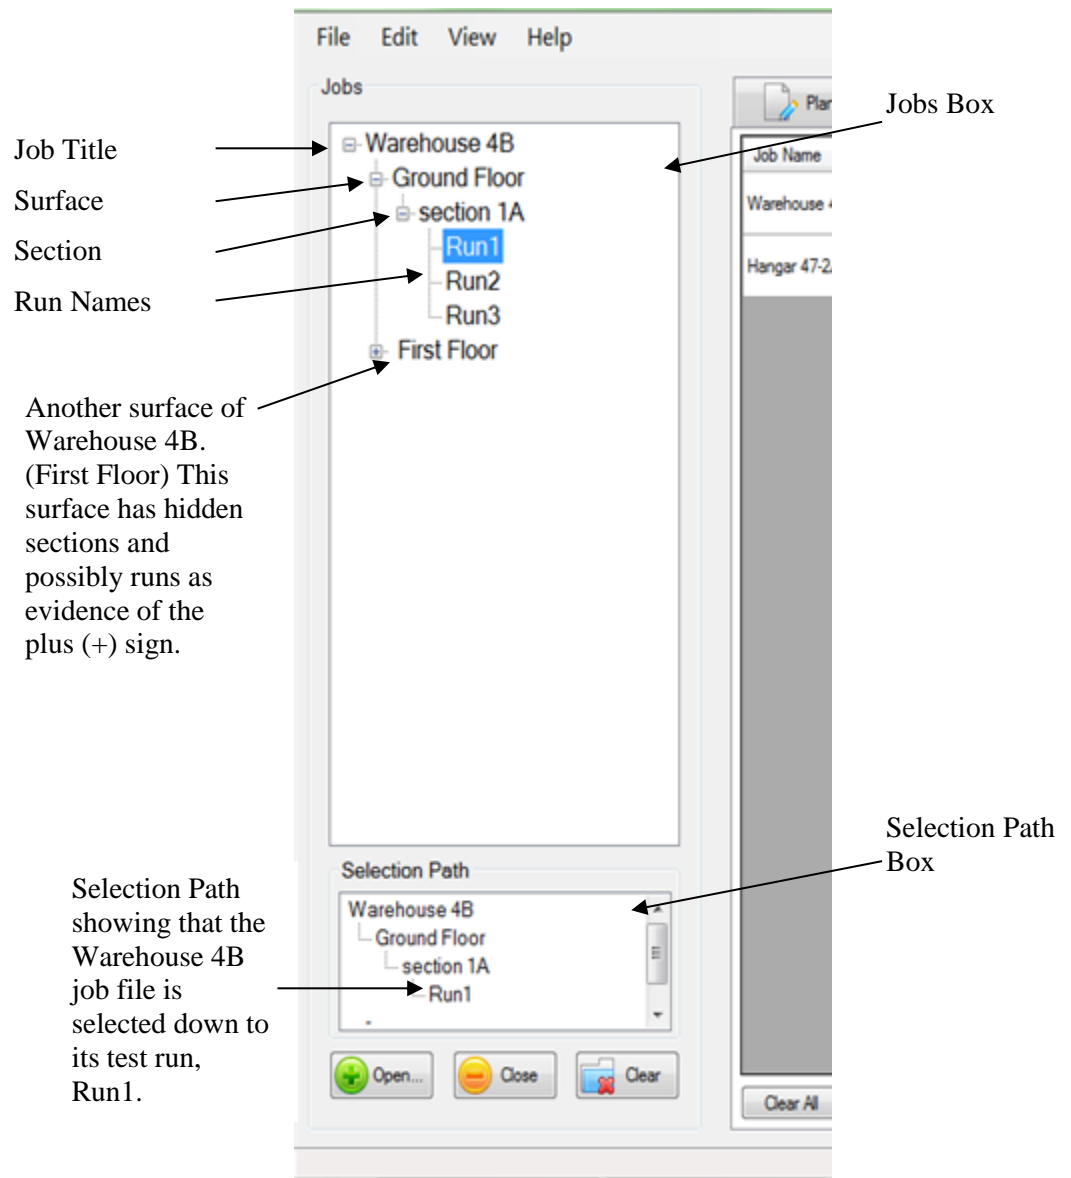 File Edit View Help
Jobs
Plan
Jobs Box
Job Title
Warehouse 4B
Job Name
Surface
Ground Floor
Warehouse 4
Section
section 1A
Run1
Hangar 47-2
Run Names
Run2
Run3
First Floor
Another surface of
Warehouse 4B.
(First Floor) This
surface has hidden
sections and
possibly runs as
evidence of the
plus (+) sign.
Selection Path
Box
Selection Path
Selection Path
showing that the
Warehouse 4B
job file is
selected down to
its test run,
Run1.
Warehouse 4B
Ground Floor
section 1A
Run1
Open...
Close
Clear
Clear All